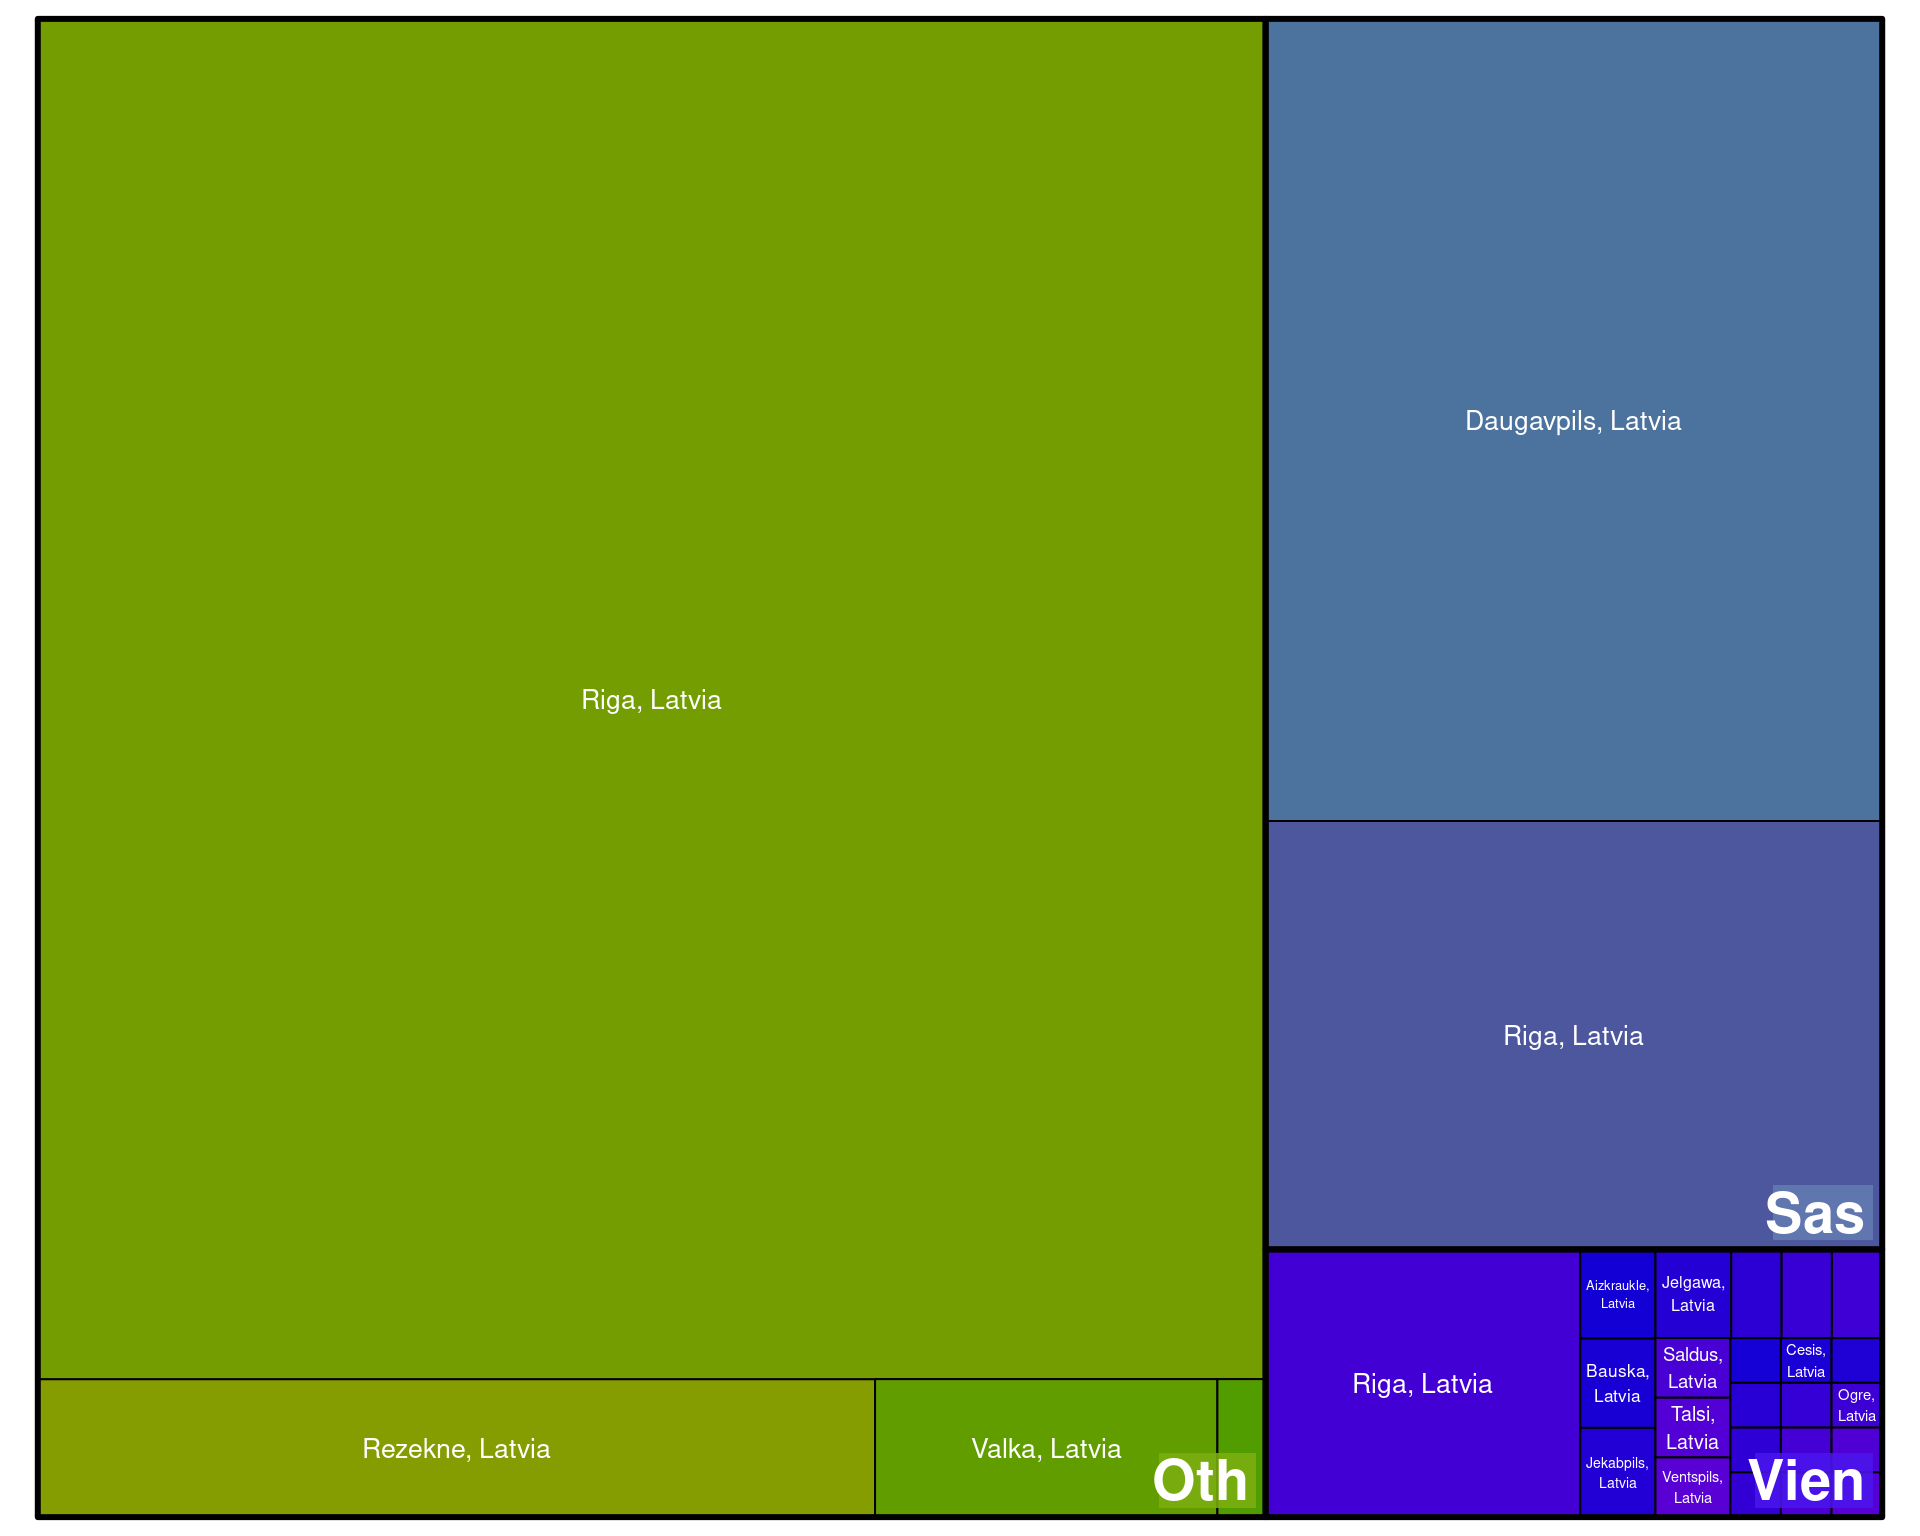 Riga, Latvia
Rezekne, Latvia
Valka, Latvia
Oth
Daugavpils, Latvia
Riga, Latvia
Sas
Riga, Latvia
Aizkraukle,
Latvia
Bauska,
Latvia
Jekabpils,
Latvia
Jelgawa,
Latvia
Saldus,
Latvia
Talsi,
Latvia
Ventspils,
Latvia
Cesis,
Latvia
Ogre,
Latvia
Vien